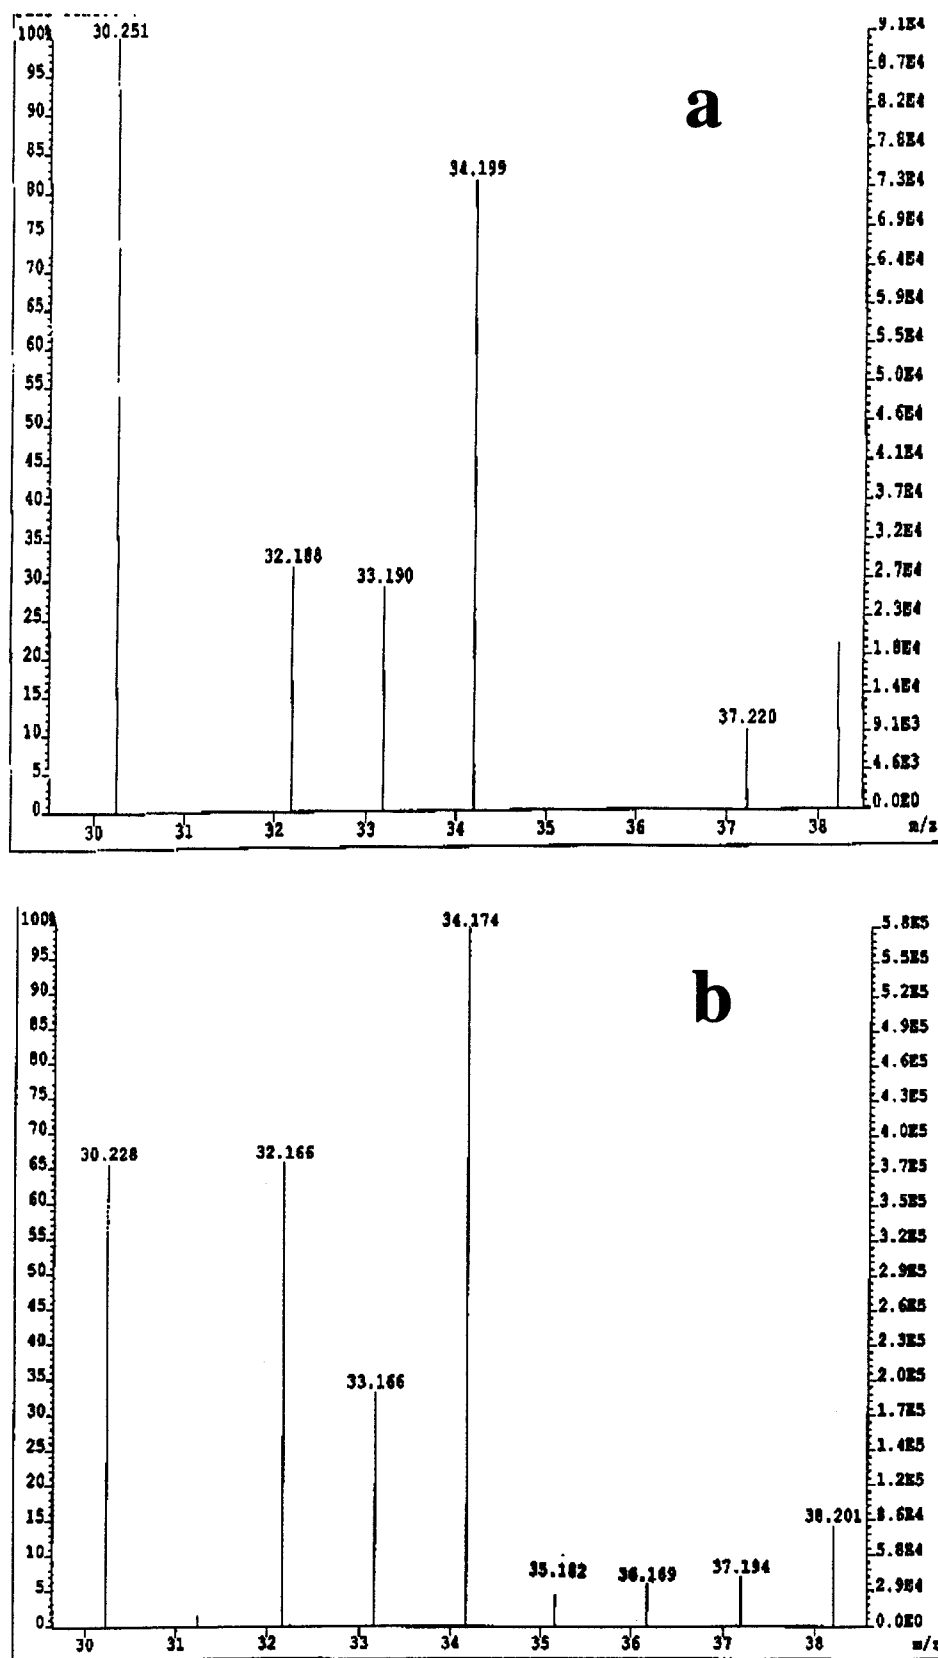 100% 30.251 9.1E4
95 8.7E4
a
90 8.2E4
85 7.8E4
34.199
80 7.3E4
75 6.9E4
70 6.4E4
65 5.9E4
60 5.5E4
55 5.0E4
50 4.6E4
45 4.1E4
40 3.7E4
35 3.2E4
32.188
33.190
30 2.7E4
25 2.3E4
20 1.8E4
15 1.4E4
37.220
10 9.1E3
5 4.6E3
0 0.0E0
30 31 32 33 34 35 36 37 38 m/z
100% 34.174 5.8E5
95 5.5E5
b
90 5.2E5
85 4.9E5
80 4.6E5
75 4.3E5
70 4.0E5
30.228 32.166
65 3.7E5
60 3.5E5
55 3.2E5
50 2.9E5
45 2.6E5
40 2.3E5
33.166
35 2.0E5
30 1.7E5
25 1.4E5
20 1.2E5
38.201
15 8.6E4
10 5.8E4
35.182 36.169 37.194
5 2.9E4
0 0.0E0
30 31 32 33 34 35 36 37 38 m/z